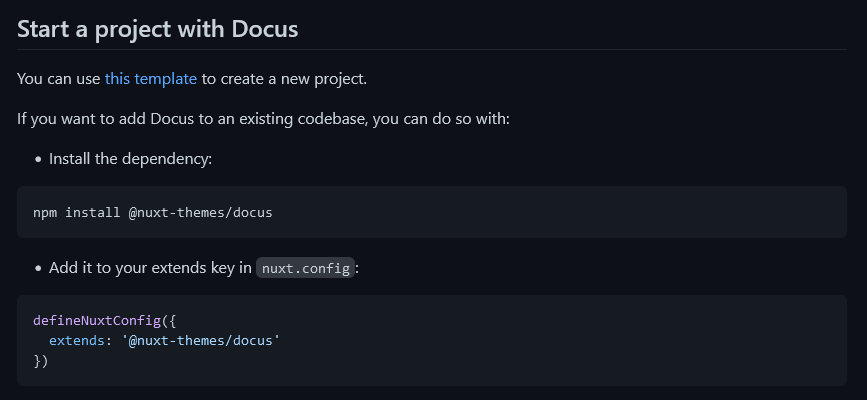 Start a project with Docus
You can use this template to create a new project.
If you want to add Docus to an existing codebase, you can do so with:
• Install the dependency:
npm install @nuxt-themes/docus
• Add it to your extends key in nuxt.config:
defineNuxtConfig({
  extends: '@nuxt-themes/docus'
})